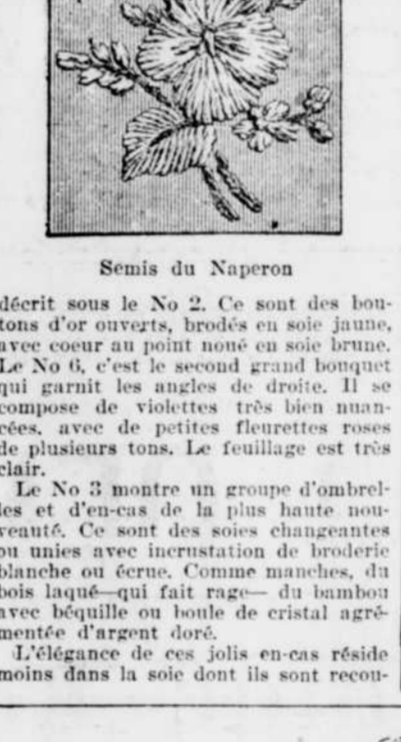 Semis du Naperon
décrit sous le No 2. Ce sont des bou-
tons d'or ouverts, brodés en soie jaune,
avec coeur au point noué en soie brune.
Le No 6, c'est le second grand bouquet
qui garnit les angles de droite. Il se
compose de violettes très bien nuan-
cées, avec de petites fleurettes roses
de plusieurs tons. Le feuillage est très
clair.
Le No 3 montre un groupe d'ombrel-
les et d'en-cas de la plus haute nou-
veauté. Ce sont des soies changeantes
ou unies avec incrustation de broderie
blanche ou écrue. Comme manches, du
bois laqué—qui fait rage— du bambou
avec béquille ou boule de cristal agré-
mentée d'argent doré.
L'élégance de ces jolis en-cas réside
moins dans la soie dont ils sont recou-